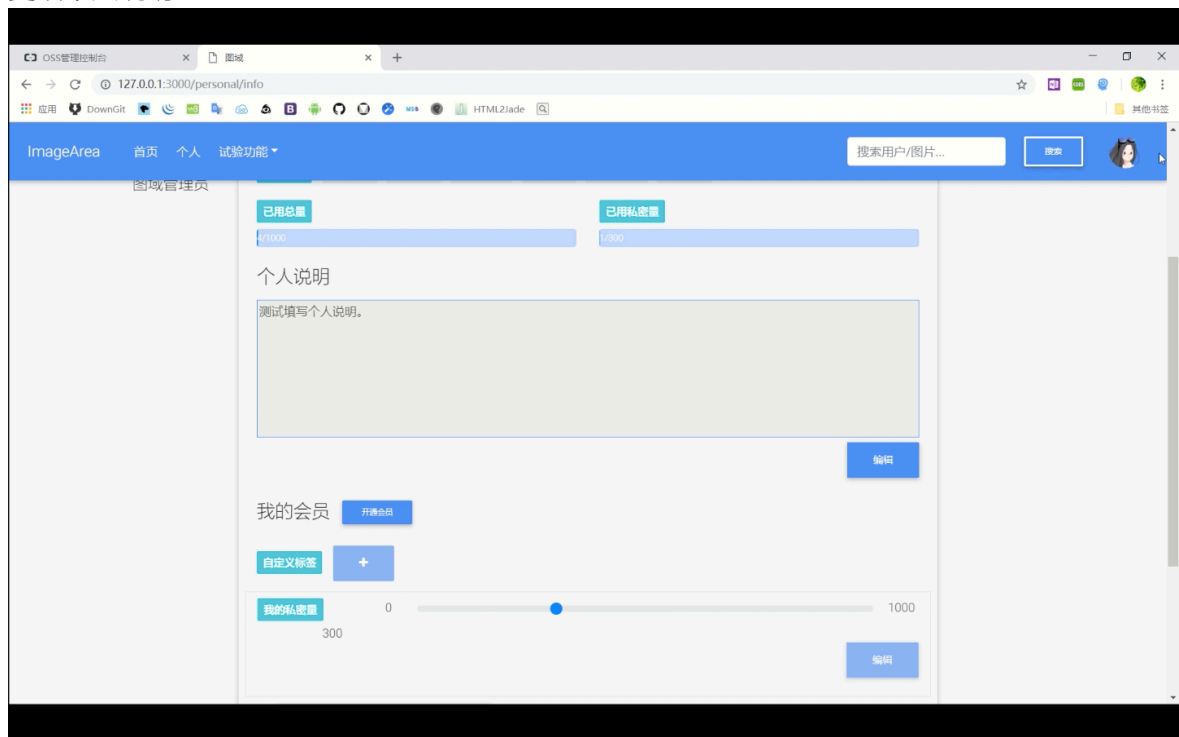 OSS管理控制台
图域
127.0.0.1:3000/personal/info
应用
DownGit
HTML2Jade
其他书签
ImageArea 首页 个人 试验功能
搜索用户/图片...
搜索
图域管理员
已用总量 已用私密量
4/1000 1/300
个人说明
测试填写个人说明。
编辑
我的会员 开通会员
自定义标签 +
我的私密量 0 1000
300
编辑